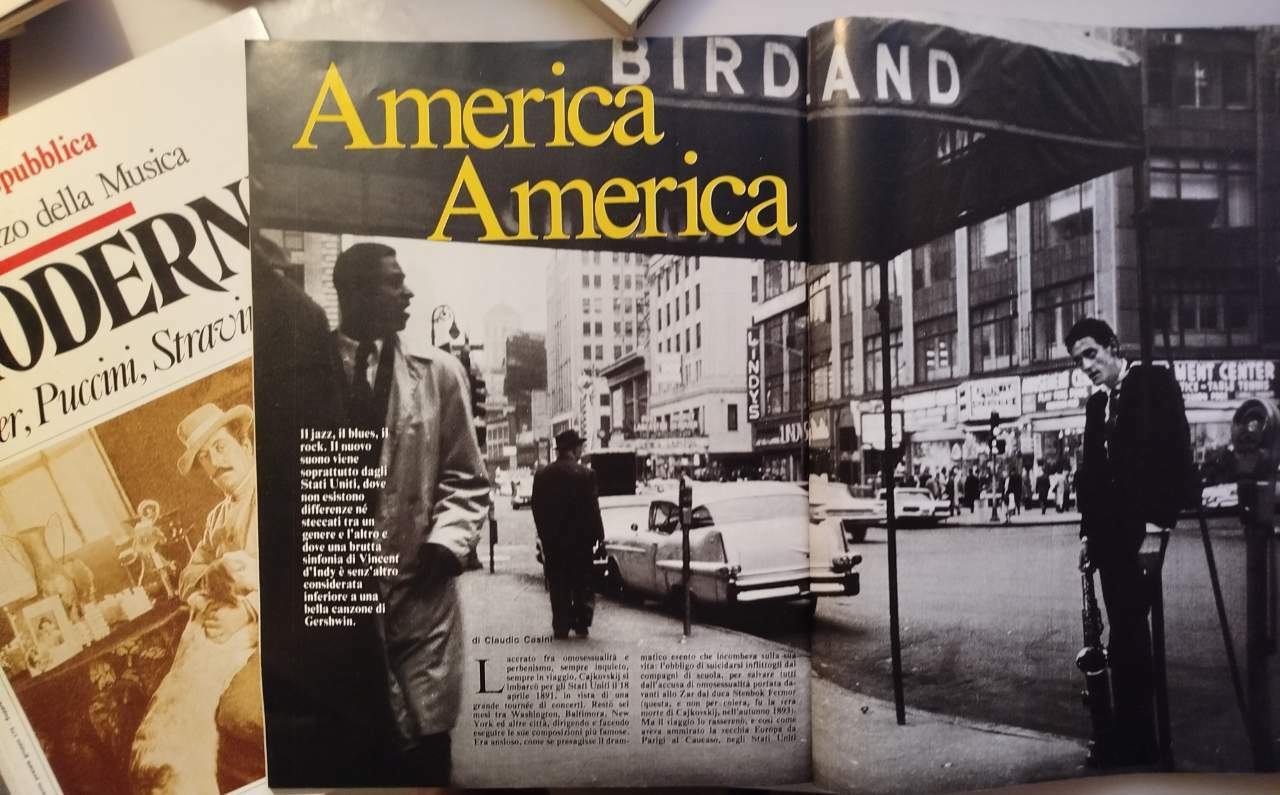 pubblica
zo della Musica
ODERN
er, Puccini, Stravi
BIRDLAND
America
America
Il jazz, il blues, il
rock. Il nuovo
suono viene
soprattutto dagli
Stati Uniti, dove
non esistono
differenze né
steccati tra un
genere e l'altro e
dove una brutta
sinfonia di Vincent
d'Indy è senz'altro
considerata
inferiore a una
bella canzone di
Gershwin.
LINDY'S
LINDY
MENT CENTER
TABLE TENNIS
di Claudio Casini
Lacerato fra omosessualità e
perbenismo, sempre inquieto,
sempre in viaggio, Cajkovskij si
imbarcò per gli Stati Uniti il 18
aprile 1891, in vista di una
grande tournée di concerti. Restò sei
mesi tra Washington, Baltimora, New
York ed altre città, dirigendo e facendo
eseguire le sue composizioni più famose.
Era ansioso, come se presagisse il dram-
matico evento che incombeva sulla sua
vita: l'obbligo di suicidarsi inflittogli dai
compagni di scuola, per salvare tutti
dall'accusa di omosessualità portata da-
vanti allo Zar dal duca Stenbok Fermor
(questa, e non per colera, fu la vera
morte di Cajkovskij, nell'autunno 1893).
Ma il viaggio lo rasserenò, e così come
aveva ammirato la vecchia Europa da
Parigi al Caucaso, negli Stati Uniti